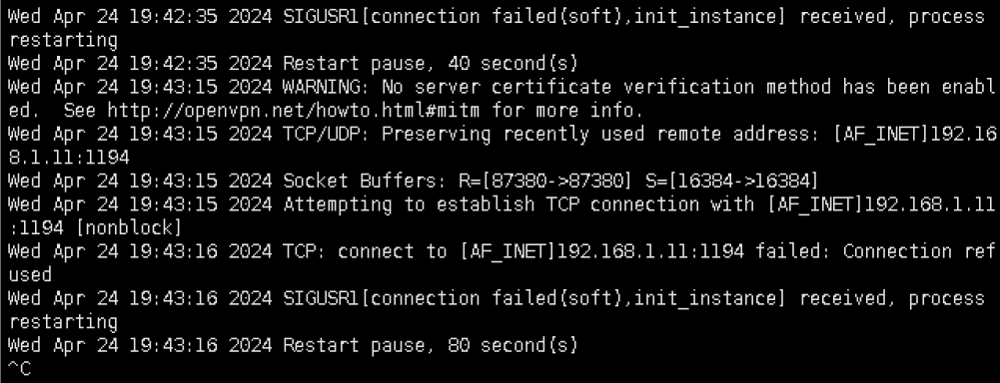 Wed Apr 24 19:42:35 2024 SIGUSR1[connection failed(soft),init_instance] received, process
restarting
Wed Apr 24 19:42:35 2024 Restart pause, 40 second(s)
Wed Apr 24 19:43:15 2024 WARNING: No server certificate verification method has been enabl
ed.  See http://openvpn.net/howto.html#mitm for more info.
Wed Apr 24 19:43:15 2024 TCP/UDP: Preserving recently used remote address: [AF_INET]192.16
8.1.11:1194
Wed Apr 24 19:43:15 2024 Socket Buffers: R=[87380->87380] S=[16384->16384]
Wed Apr 24 19:43:15 2024 Attempting to establish TCP connection with [AF_INET]192.168.1.11
:1194 [nonblock]
Wed Apr 24 19:43:16 2024 TCP: connect to [AF_INET]192.168.1.11:1194 failed: Connection ref
used
Wed Apr 24 19:43:16 2024 SIGUSR1[connection failed(soft),init_instance] received, process
restarting
Wed Apr 24 19:43:16 2024 Restart pause, 80 second(s)
^C